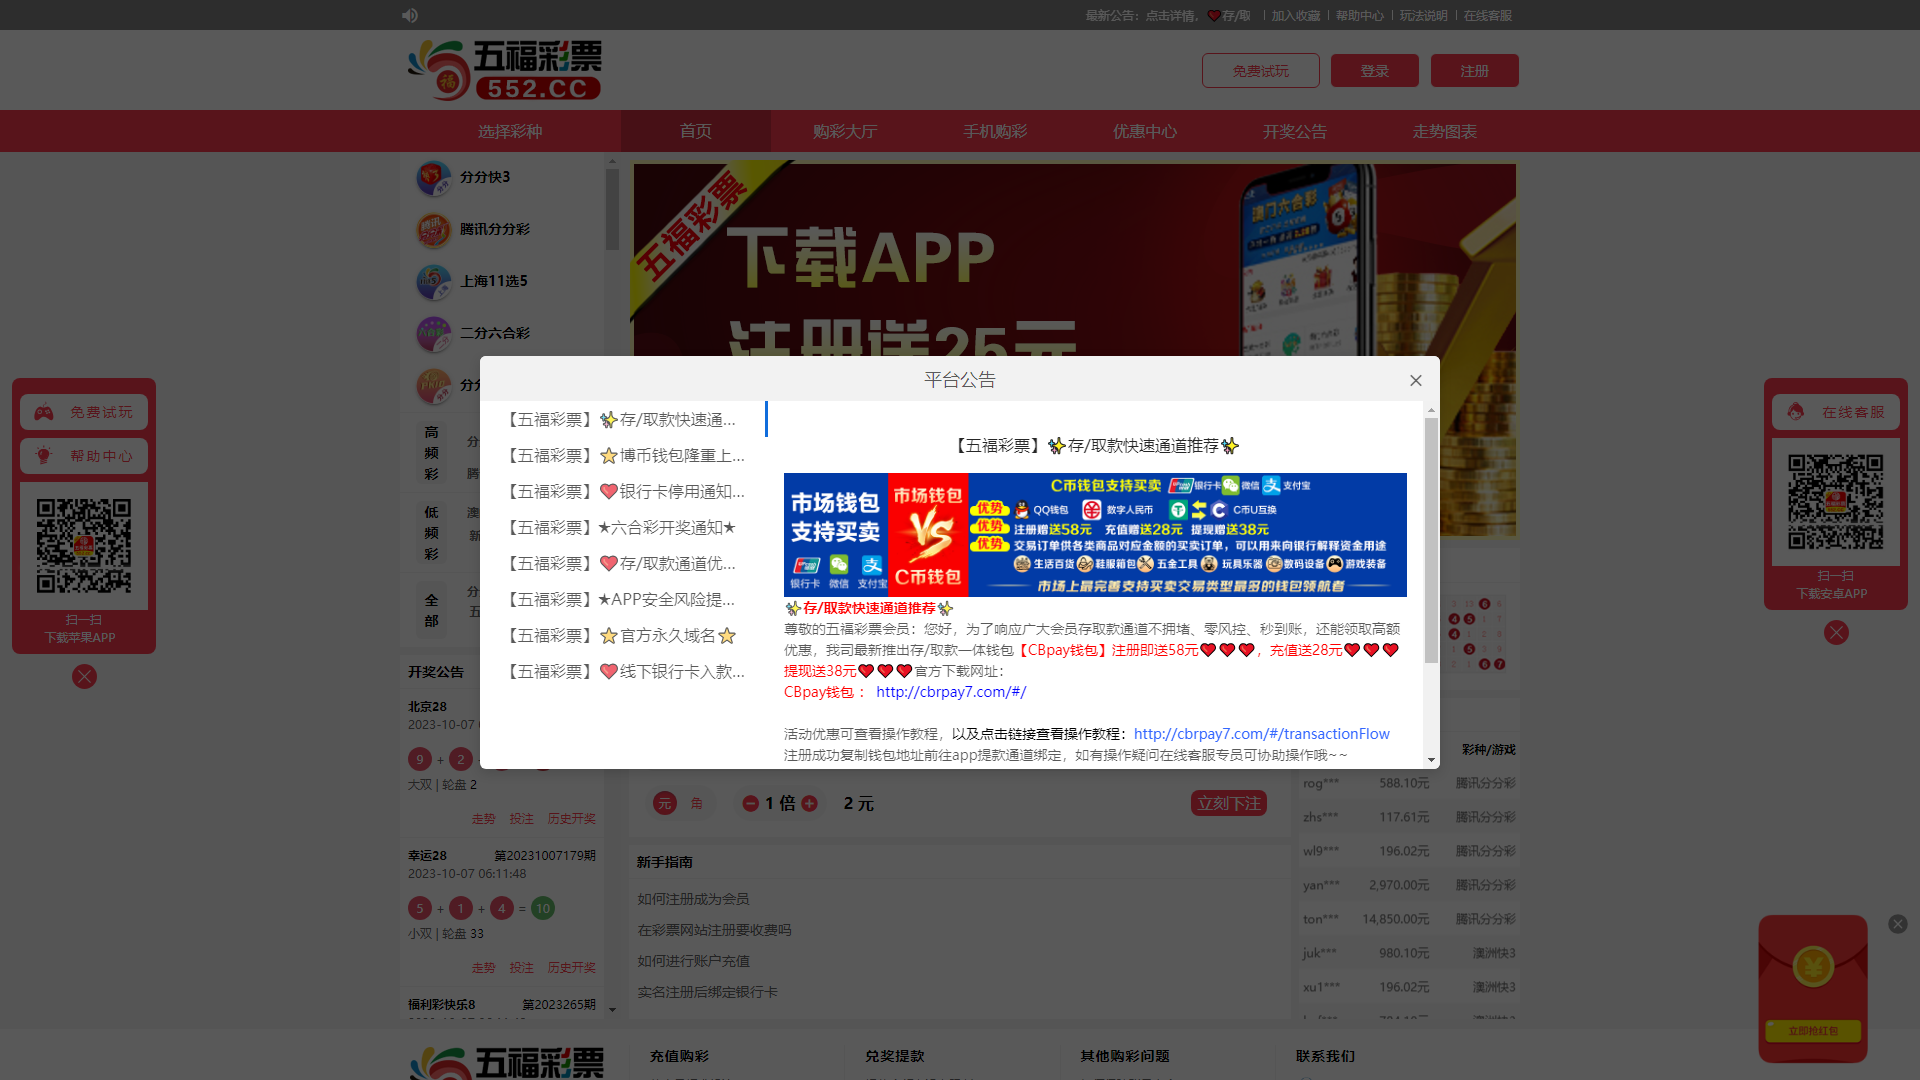 最新公告：点击详情，❤️存/取
加入收藏
帮助中心
玩法说明
在线客服
五福彩票
552.CC
免费试玩
登录
注册
选择彩种
首页
购彩大厅
手机购彩
优惠中心
开奖公告
走势图表
分分快3
腾讯分分彩
上海11选5
二分六合彩
五福彩票
下载APP
注册送25元
免费试玩
帮助中心
扫一扫
下载苹果APP
在线客服
扫一扫
下载安卓APP
高频彩
低频彩
全部
平台公告
【五福彩票】✨存/取款快速通...
【五福彩票】⭐博币钱包隆重上...
【五福彩票】❤️银行卡停用通知...
【五福彩票】★六合彩开奖通知★
【五福彩票】❤️存/取款通道优...
【五福彩票】★APP安全风险提...
【五福彩票】⭐官方永久域名⭐
【五福彩票】❤️线下银行卡入款...
【五福彩票】✨存/取款快速通道推荐✨
市场钱包
支持买卖
银行卡 微信 支付宝
市场钱包
VS
C币钱包
C币钱包支持买卖 银行卡 微信 支付宝
优势 QQ钱包 数字人民币 C币U互换
优势 注册赠送58元 充值赠送28元 提现赠送38元
优势 交易订单供各类商品对应金额的买卖订单，可以用来向银行解释资金用途
生活百货 鞋服箱包 五金工具 玩具乐器 数码设备 游戏装备
市场上最完善支持买卖交易类型最多的钱包领航者
✨存/取款快速通道推荐✨
尊敬的五福彩票会员：您好，为了响应广大会员存取款通道不拥堵、零风控、秒到账，还能领取高额
优惠，我司最新推出存/取款一体钱包【CBpay钱包】注册即送58元❤️❤️❤️，充值送28元❤️❤️❤️
提现送38元❤️❤️❤️官方下载网址：
CBpay钱包 ： http://cbrpay7.com/#/
活动优惠可查看操作教程，以及点击链接查看操作教程：http://cbrpay7.com/#/transactionFlow
注册成功复制钱包地址前往app提款通道绑定，如有操作疑问在线客服专员可协助操作哦~~
开奖公告
北京28
2023-10-07
9 + 2
大双 | 轮盘 2
走势 投注 历史开奖
幸运28 第20231007179期
2023-10-07 06:11:48
5 + 1 + 4 = 10
小双 | 轮盘 33
走势 投注 历史开奖
福利彩快乐8 第2023265期
元 角
1 倍
2 元
立刻下注
新手指南
如何注册成为会员
在彩票网站注册要收费吗
如何进行账户充值
实名注册后绑定银行卡
彩种/游戏
rog*** 588.10元 腾讯分分彩
zhs*** 117.61元 腾讯分分彩
wl9*** 196.02元 腾讯分分彩
yan*** 2,970.00元 腾讯分分彩
ton*** 14,850.00元 腾讯分分彩
juk*** 980.10元 澳洲快3
xu1*** 196.02元 澳洲快3
立即抢红包
五福彩票
充值购彩
兑奖提款
其他购彩问题
联系我们